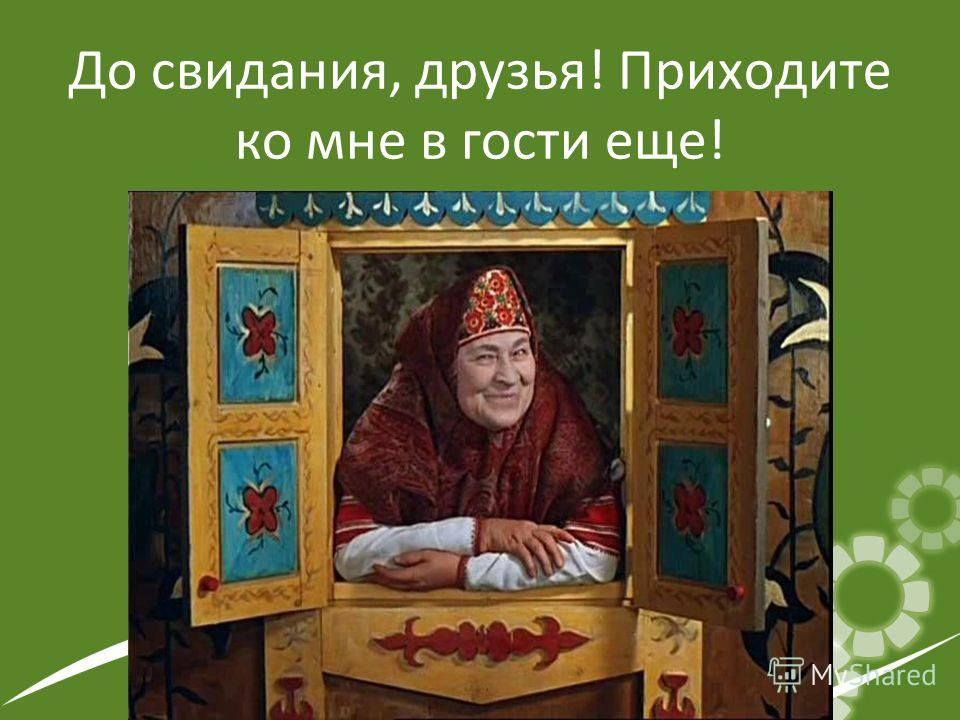 До свидания, друзья! Приходите
ко мне в гости еще!
MyShared